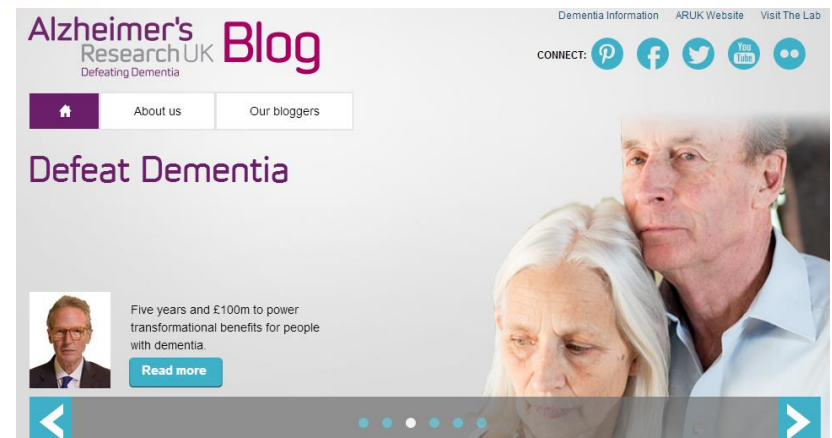 Dementia Information ARUK Website Visit The Lab
Alzheimer's
Research UK
Defeating Dementia
Blog
CONNECT:
You
Tube
About us Our bloggers
Defeat Dementia
Five years and £100m to power
transformational benefits for people
with dementia.
Read more